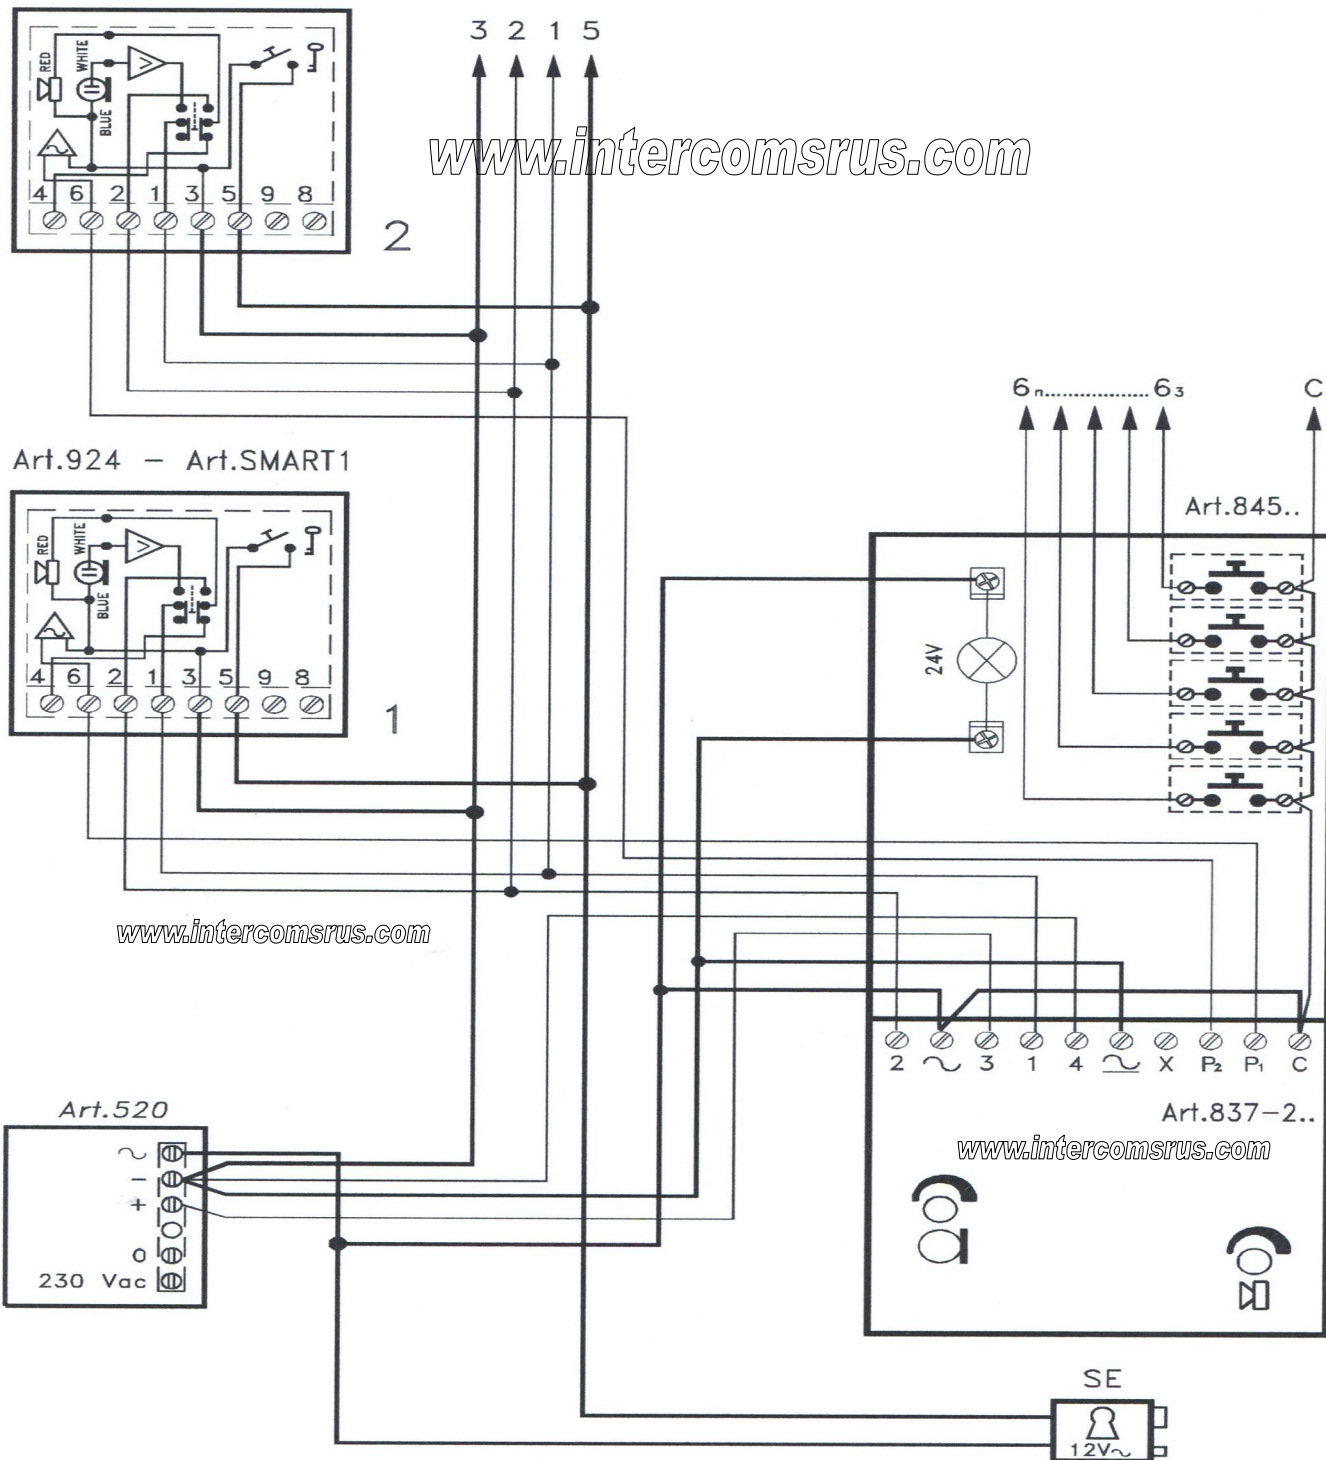 3 2 1 5
RED
WHITE
BLUE
4 6 2 1 3 5 9 8
2
www.intercomsrus.com
6n................6₃ C
Art.924 - Art.SMART1
RED
WHITE
BLUE
4 6 2 1 3 5 9 8
1
Art.845..
24V
www.intercomsrus.com
2 ~ 3 1 4 ~ X P₂ P₁ C
Art.837-2..
www.intercomsrus.com
Art.520
~
-
+
0
230 Vac
SE
12V~